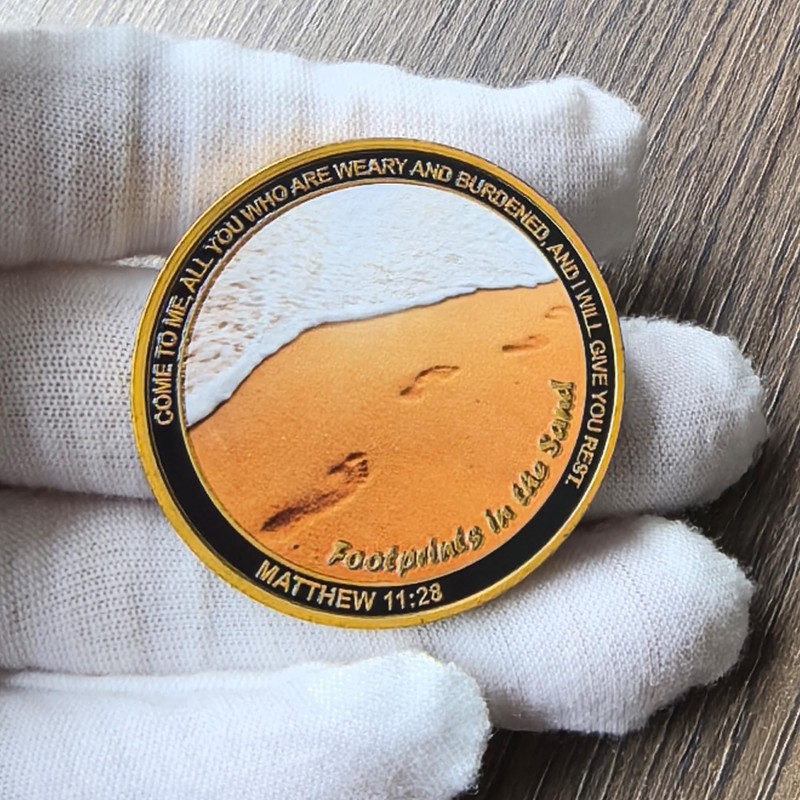 COME TO ME, ALL YOU WHO ARE WEARY AND BURDENED, AND I WILL GIVE YOU REST.
Footprints in the Sand
MATTHEW 11:28